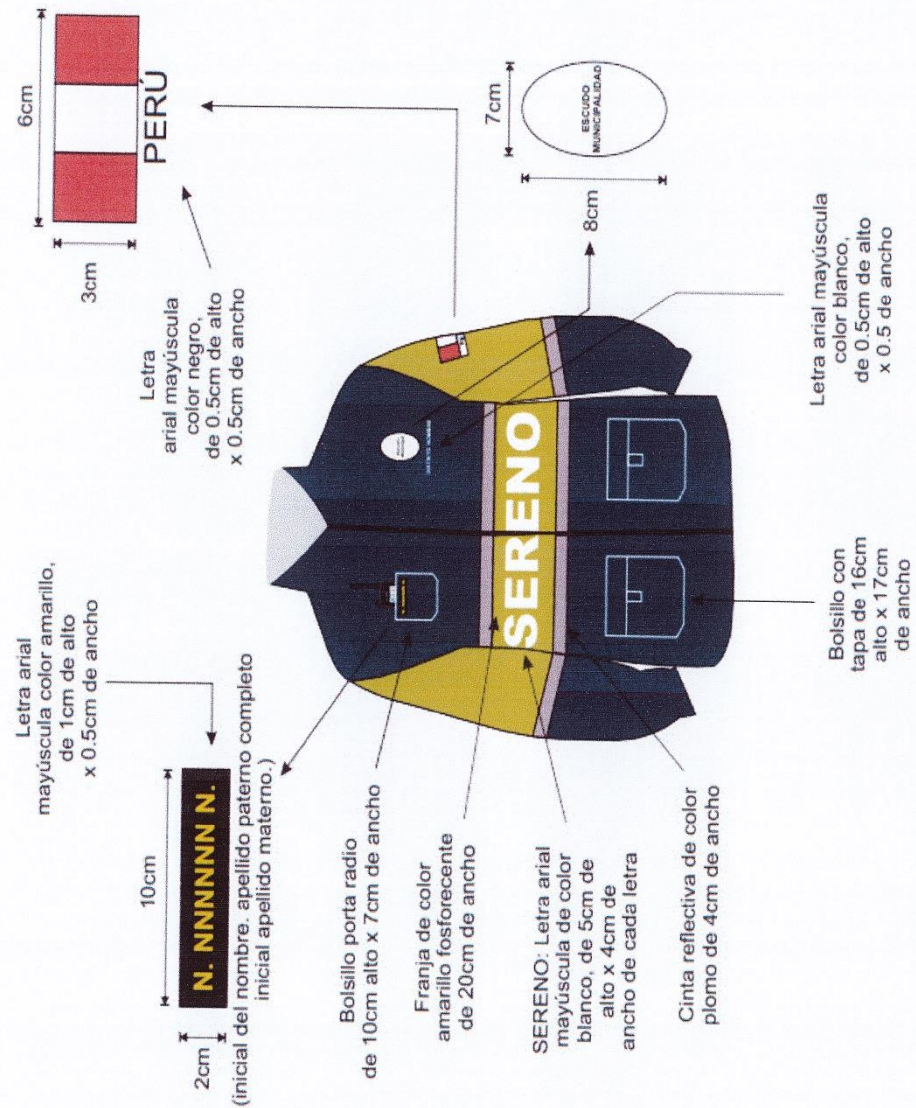 Letra arial
mayúscula color amarillo,
de 1cm de alto
x 0.5cm de ancho
10cm
2cm
N. NNNNNN N.
(inicial del nombre. apellido paterno completo
inicial apellido materno.)
Letra
arial mayúscula
color negro,
de 0.5cm de alto
x 0.5cm de ancho
6cm
3cm
PERÚ
7cm
8cm
ESCUDO
MUNICIPALIDAD
Bolsillo porta radio
de 10cm alto x 7cm de ancho
Franja de color
amarillo fosforecente
de 20cm de ancho
SERENO: Letra arial
mayúscula de color
blanco, de 5cm de
alto x 4cm de
ancho de cada letra
Cinta reflectiva de color
plomo de 4cm de ancho
SERENO
Bolsillo con
tapa de 16cm
alto x 17cm
de ancho
Letra arial mayúscula
color blanco,
de 0.5cm de alto
x 0.5 de ancho